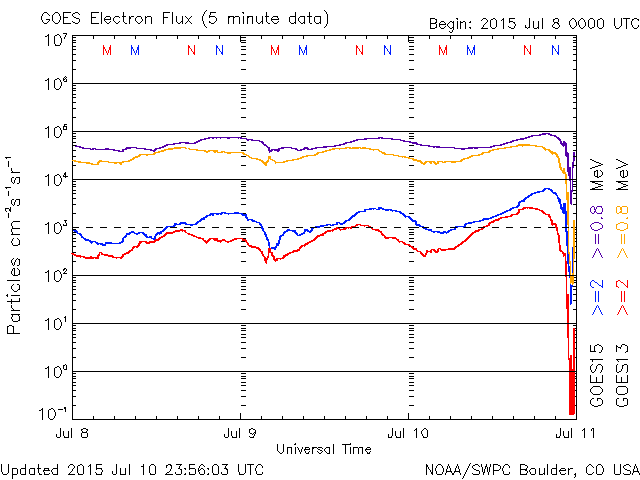 GOES Electron Flux (5 minute data)
Begin: 2015 Jul 8 0000 UTC
M M N N M M N N M M N N
10⁷
10⁶
10⁵
10⁴
10³
10²
10¹
10⁰
10⁻¹
Particles cm⁻²s⁻¹sr⁻¹
Jul 8 Jul 9 Jul 10 Jul 11
Universal Time
GOES15 >=2 >=0.8 MeV
GOES13 >=2 >=0.8 MeV
Updated 2015 Jul 10 23:56:03 UTC
NOAA/SWPC Boulder, CO USA